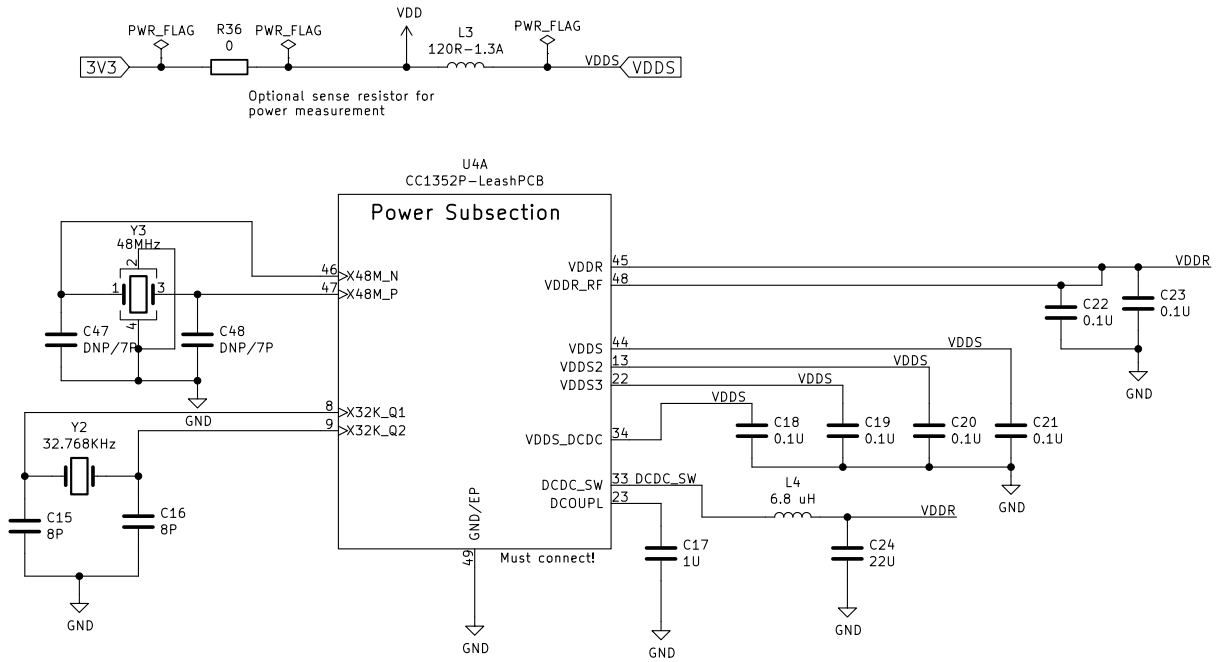 PWR_FLAG
R36
0
PWR_FLAG
VDD
L3
120R-1.3A
PWR_FLAG
3V3
VDDS
VDDS
Optional sense resistor for
power measurement
U4A
CC1352P-LeashPCB
Power Subsection
Y3
48MHz
2
1
3
4
46
X48M_N
47
X48M_P
C47
DNP/7P
C48
DNP/7P
GND
8
X32K_Q1
9
X32K_Q2
Y2
32.768KHz
C15
8P
C16
8P
GND
VDDR
45
VDDR
VDDR_RF
48
C22
0.1U
C23
0.1U
GND
VDDS
44
VDDS
VDDS2
13
VDDS
VDDS3
22
VDDS
VDDS
VDDS_DCDC
34
C18
0.1U
C19
0.1U
C20
0.1U
C21
0.1U
GND
DCDC_SW
33
DCDC_SW
DCOUPL
23
L4
6.8 uH
VDDR
C17
1U
C24
22U
GND/EP
49
Must connect!
GND
GND
GND